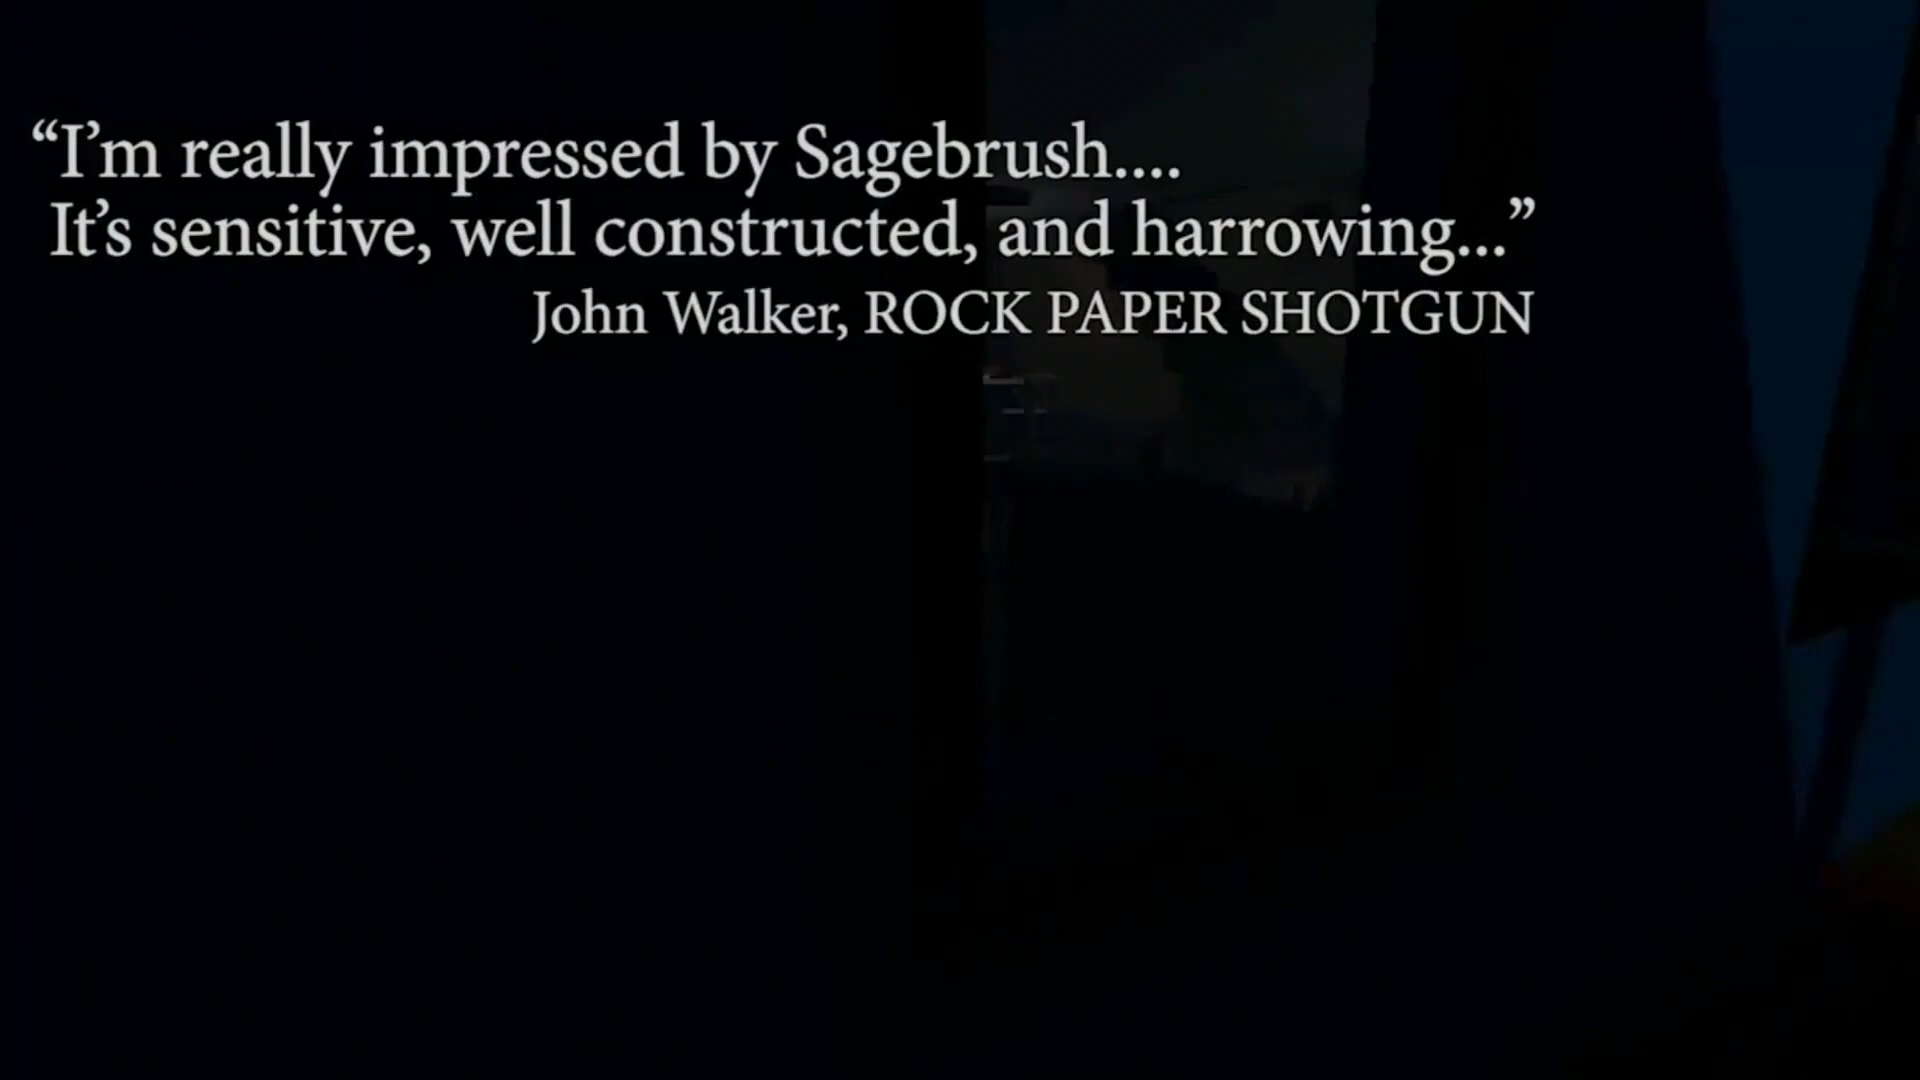 “I’m really impressed by Sagebrush....
It’s sensitive, well constructed, and harrowing...”
John Walker, ROCK PAPER SHOTGUN